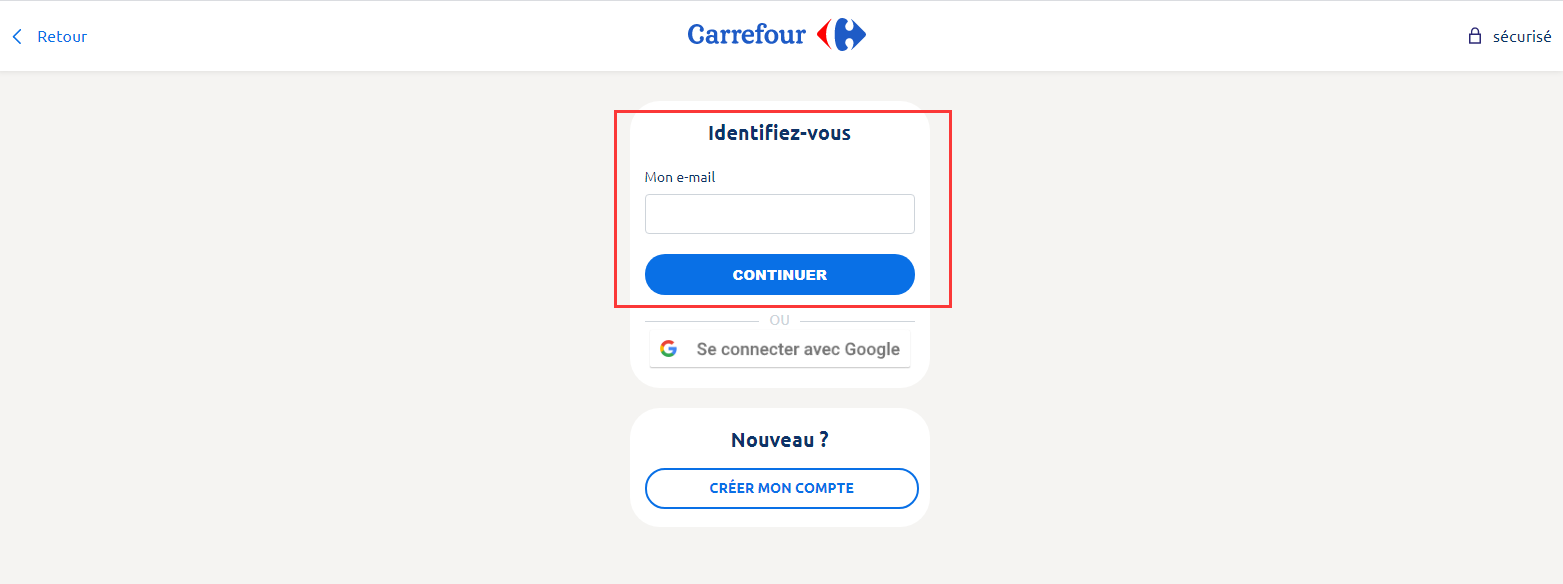 Retour
Carrefour
sécurisé
Identifiez-vous
Mon e-mail
CONTINUER
OU
Se connecter avec Google
Nouveau ?
CRÉER MON COMPTE